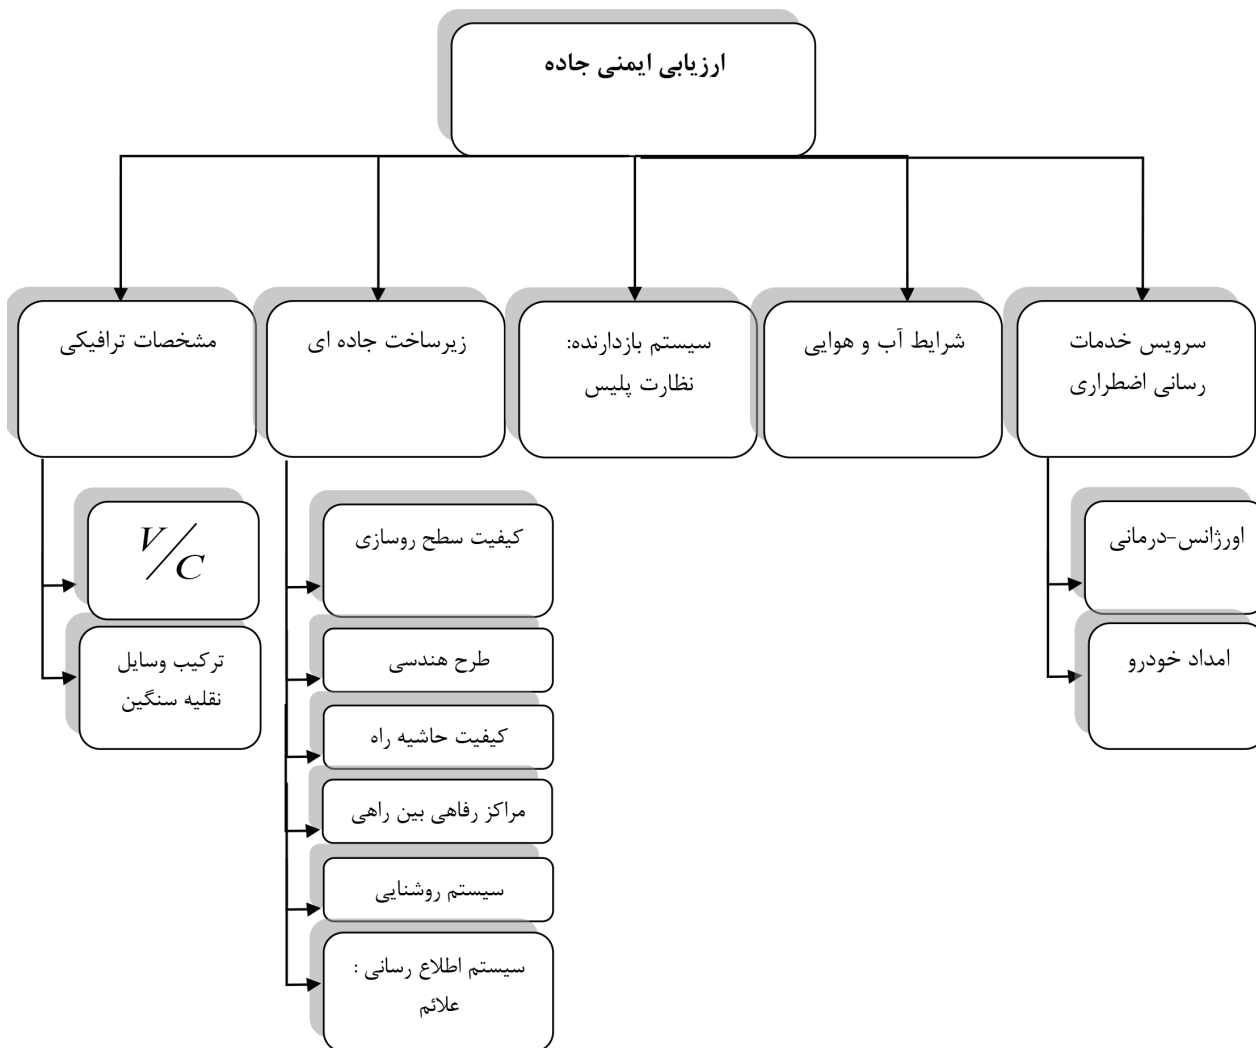 ارزیابی ایمنی جاده
سرویس خدمات
رسانی اضطراری
شرایط آب و هوایی
سیستم بازدارنده:
نظارت پلیس
زیرساخت جاده ای
مشخصات ترافیکی
اورژانس-درمانی
امداد خودرو
کیفیت سطح روسازی
طرح هندسی
کیفیت حاشیه راه
مراکز رفاهی بین راهی
سیستم روشنایی
سیستم اطلاع رسانی :
علائم
V/C
ترکیب وسایل
نقلیه سنگین